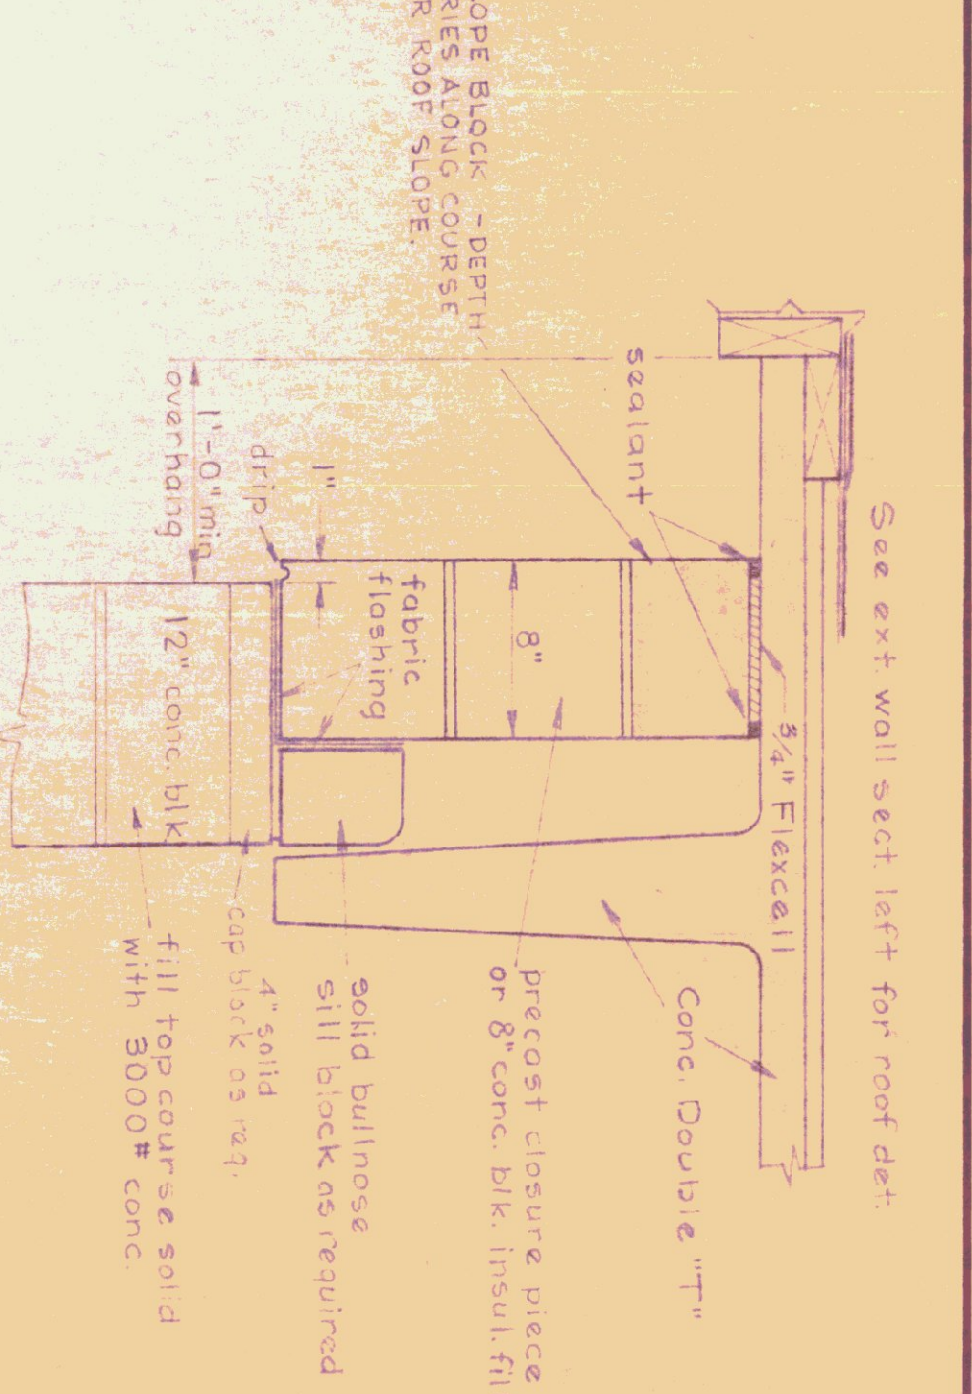 See ext. wall sect. left for roof det.
3/4" Flexcell
sealant
Conc. Double "T"
SLOPE BLOCK - DEPTH
RIES ALONG COURSE
R ROOF SLOPE.
8"
precast closure piece
or 8" conc. blk. insul. fil
fabric
flashing
1"
drip
solid bullnose
sill block as required
1'-0" min
overhang
4" solid
cap block as req.
12" conc. blk
fill top course solid
with 3000# conc.